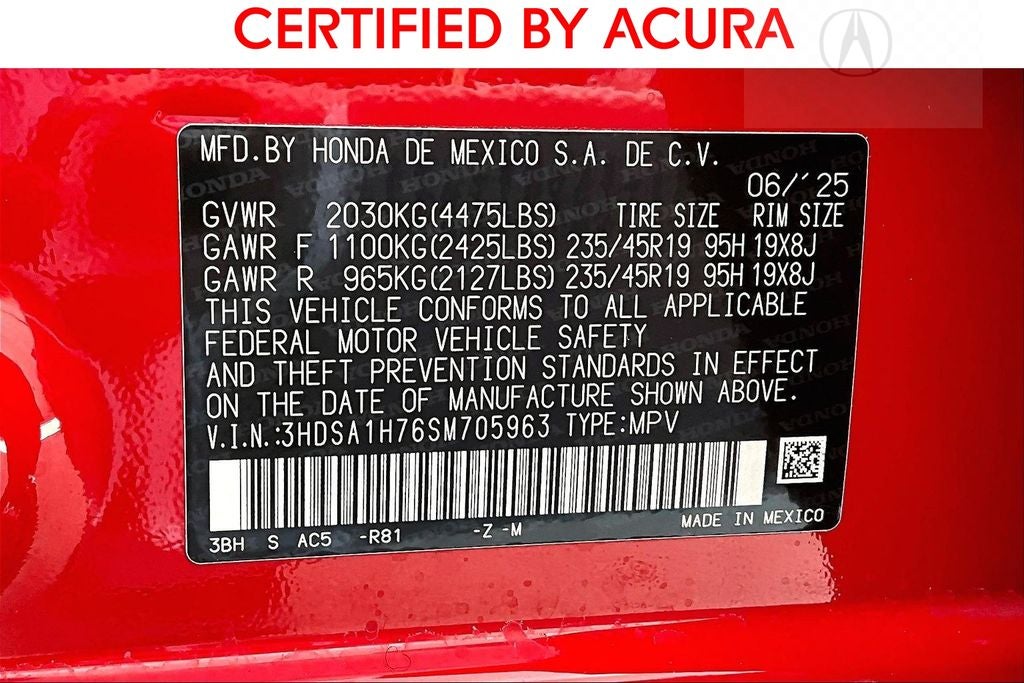 CERTIFIED BY ACURA
MFD.BY HONDA DE MEXICO S.A. DE C.V.
06/´25
GVWR 2030KG(4475LBS) TIRE SIZE RIM SIZE
GAWR F 1100KG(2425LBS) 235/45R19 95H 19X8J
GAWR R 965KG(2127LBS) 235/45R19 95H 19X8J
THIS VEHICLE CONFORMS TO ALL APPLICABLE
FEDERAL MOTOR VEHICLE SAFETY
AND THEFT PREVENTION STANDARDS IN EFFECT
ON THE DATE OF MANUFACTURE SHOWN ABOVE.
V.I.N.:3HDSA1H76SM705963 TYPE:MPV
3BH S AC5 -R81 -Z -M MADE IN MEXICO